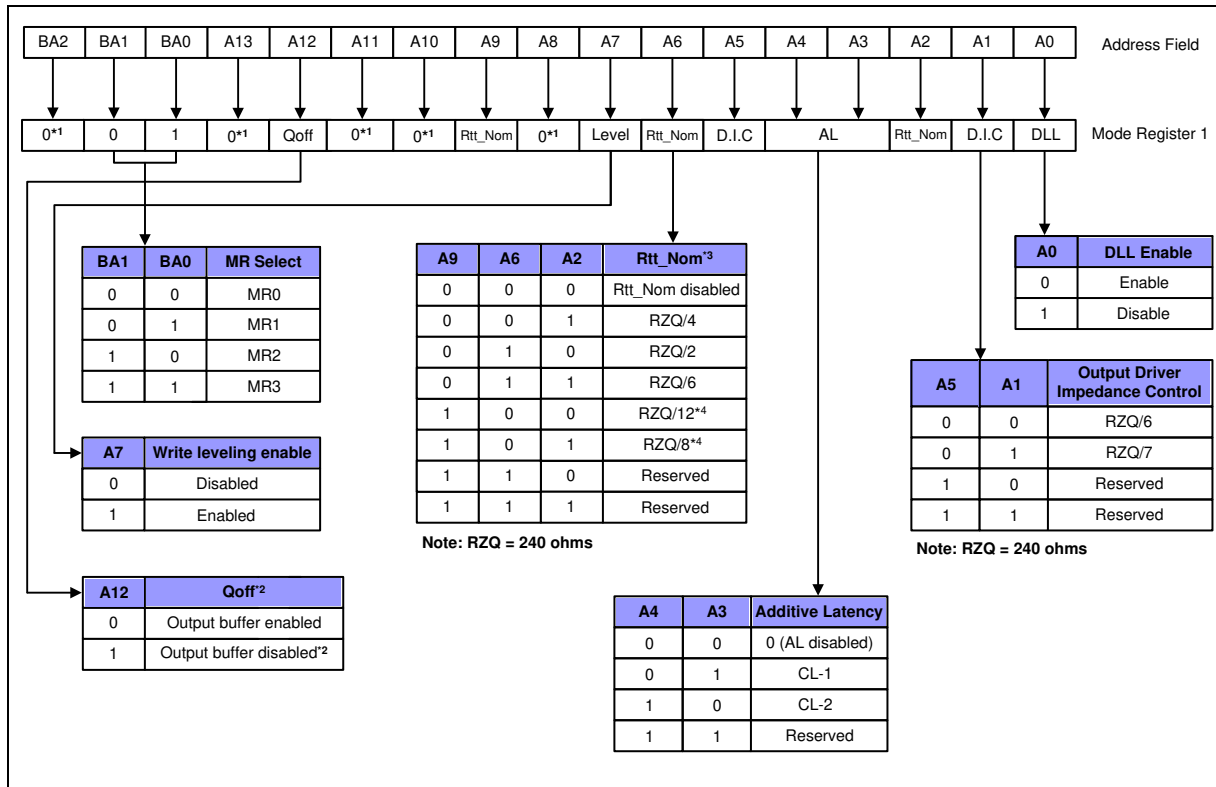 BA2 BA1 BA0 A13 A12 A11 A10 A9 A8 A7 A6 A5 A4 A3 A2 A1 A0 Address Field
0*1 0 1 0*1 Qoff 0*1 0*1 Rtt_Nom 0*1 Level Rtt_Nom D.I.C AL Rtt_Nom D.I.C DLL Mode Register 1
BA1 BA0 MR Select
0 0 MR0
0 1 MR1
1 0 MR2
1 1 MR3
A7 Write leveling enable
0 Disabled
1 Enabled
A12 Qoff*2
0 Output buffer enabled
1 Output buffer disabled*2
A9 A6 A2 Rtt_Nom*3
0 0 0 Rtt_Nom disabled
0 0 1 RZQ/4
0 1 0 RZQ/2
0 1 1 RZQ/6
1 0 0 RZQ/12*4
1 0 1 RZQ/8*4
1 1 0 Reserved
1 1 1 Reserved
Note: RZQ = 240 ohms
A4 A3 Additive Latency
0 0 0 (AL disabled)
0 1 CL-1
1 0 CL-2
1 1 Reserved
A0 DLL Enable
0 Enable
1 Disable
A5 A1 Output Driver
Impedance Control
0 0 RZQ/6
0 1 RZQ/7
1 0 Reserved
1 1 Reserved
Note: RZQ = 240 ohms